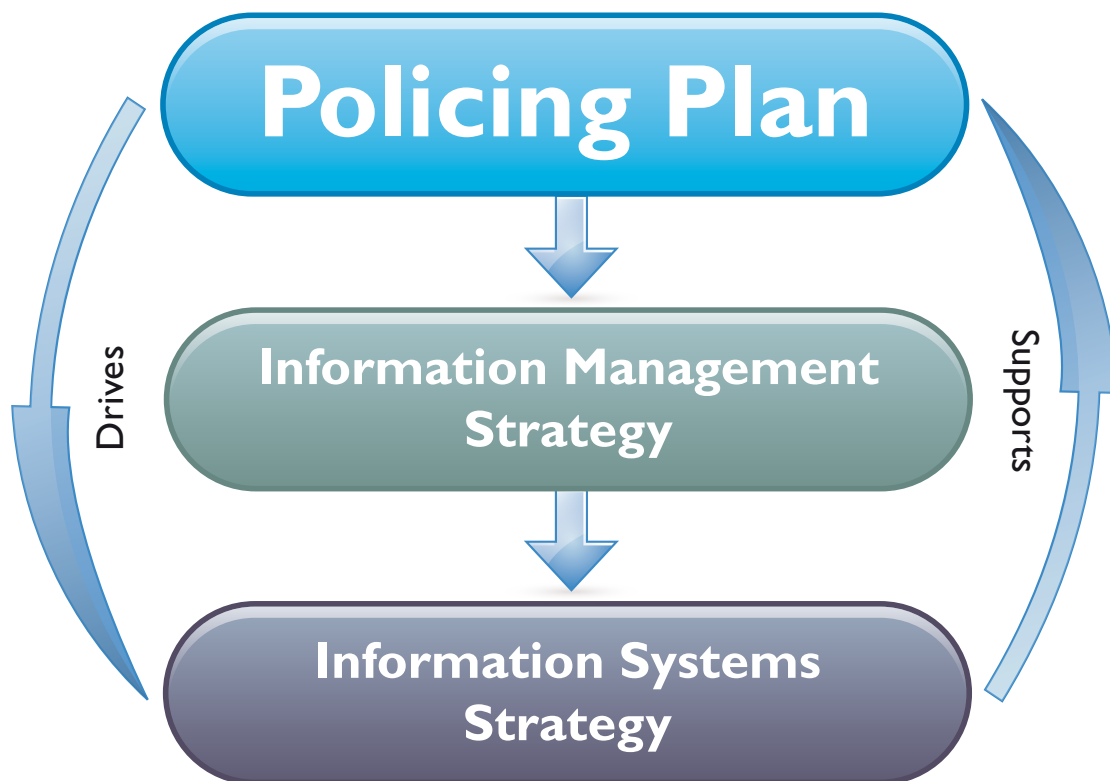 Policing Plan
Drives
Information Management
Strategy
Supports
Information Systems
Strategy